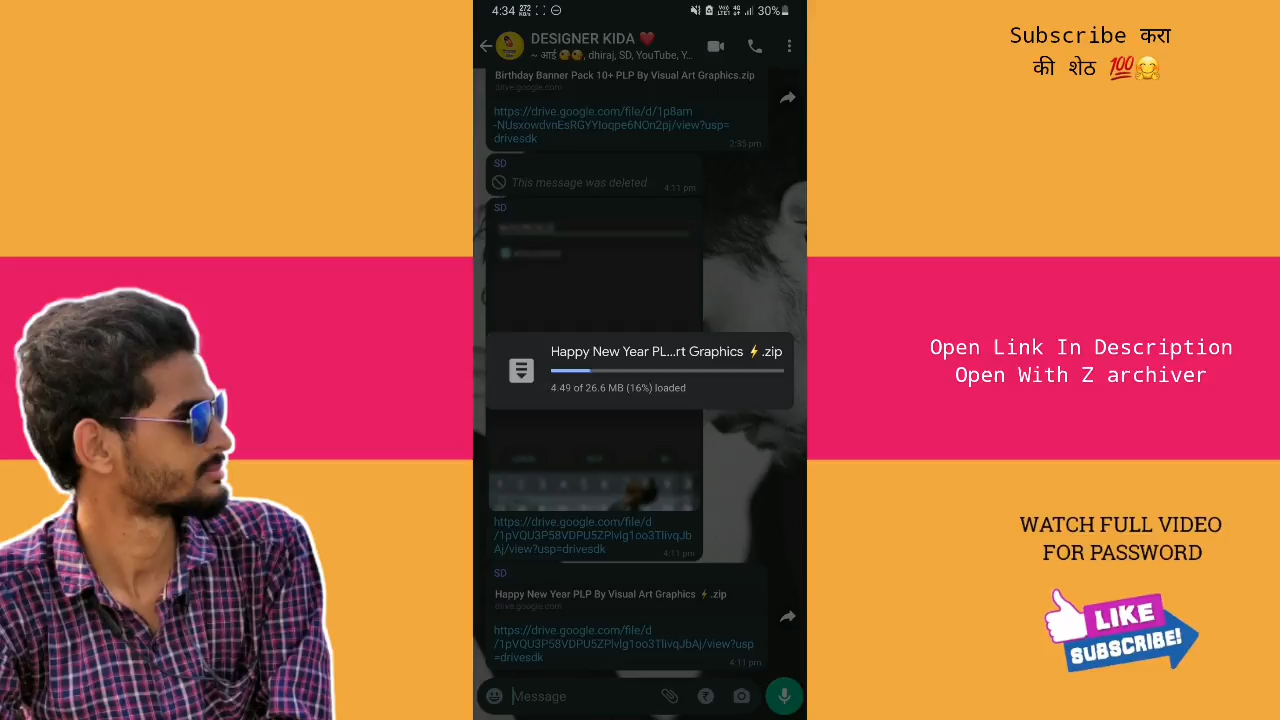 4:34 272 KB/s
30%
DESIGNER KIDA ❤️
~ आई 🧐🧐, dhiraj, SD, YouTube, Y...
Birthday Banner Pack 10+ PLP By Visual Art Graphics.zip
drive.google.com
https://drive.google.com/file/d/1p8am
-NUsxowdvnEsRGYYIoqpe6NOn2pj/view?usp=
drivesdk
2:35 pm
SD
This message was deleted
4:11 pm
SD
Happy New Year PL...rt Graphics ⚡.zip
4.49 of 26.6 MB (16%) loaded
https://drive.google.com/file/d
/1pVQU3P58VDPU5ZPlvlg1oo3TlivqJb
Aj/view?usp=drivesdk
4:11 pm
SD
Happy New Year PLP By Visual Art Graphics ⚡.zip
drive.google.com
https://drive.google.com/file/d
/1pVQU3P58VDPU5ZPlvlg1oo3TlivqJbAj/view?usp
=drivesdk
4:11 pm
Message
Subscribe करा
की शेठ 💯🤗
Open Link In Description
Open With Z archiver
WATCH FULL VIDEO
FOR PASSWORD
LIKE
SUBSCRIBE!